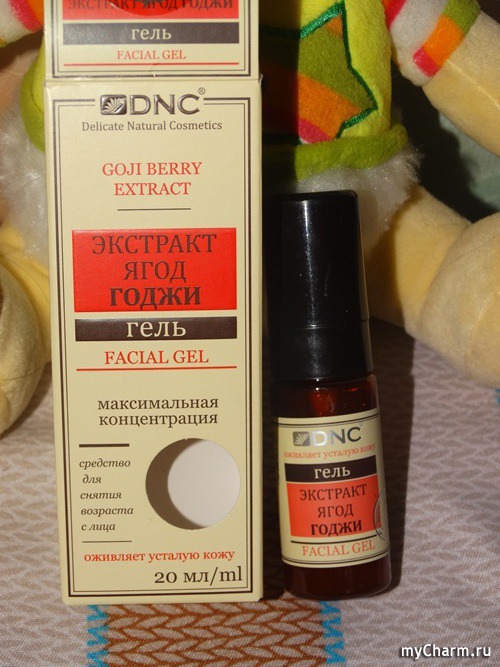 ЭКСТРАКТ ЯГОД ГОДЖИ
гель
FACIAL GEL
DNC®
Delicate Natural Cosmetics
GOJI BERRY
EXTRACT
ЭКСТРАКТ
ЯГОД
ГОДЖИ
гель
FACIAL GEL
максимальная
концентрация
средство
для
снятия
возраста
с лица
оживляет усталую кожу
20 мл/ml
DNC
оживляет усталую кожу
гель
ЭКСТРАКТ
ЯГОД
ГОДЖИ
FACIAL GEL
myCharm.ru